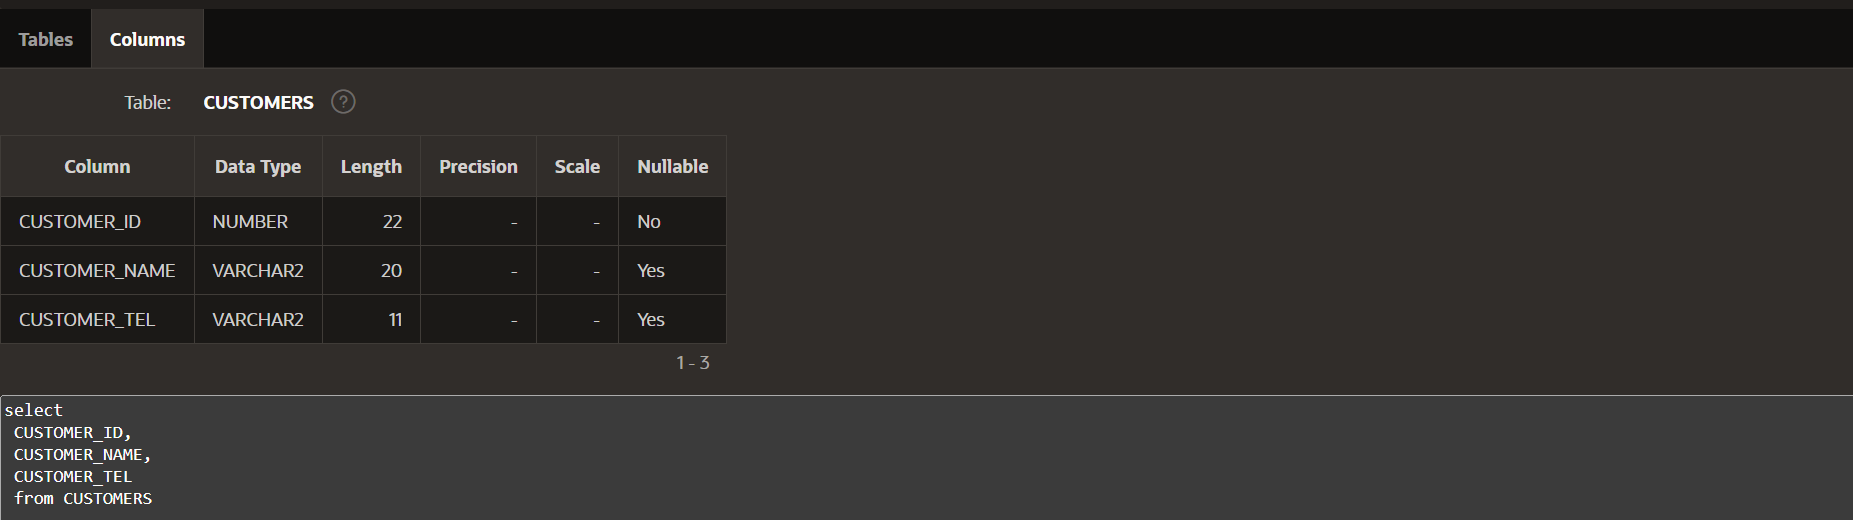 Tables Columns
Table: CUSTOMERS ?
Column Data Type Length Precision Scale Nullable
CUSTOMER_ID NUMBER 22 - - No
CUSTOMER_NAME VARCHAR2 20 - - Yes
CUSTOMER_TEL VARCHAR2 11 - - Yes
1 - 3
select
CUSTOMER_ID,
CUSTOMER_NAME,
CUSTOMER_TEL
from CUSTOMERS